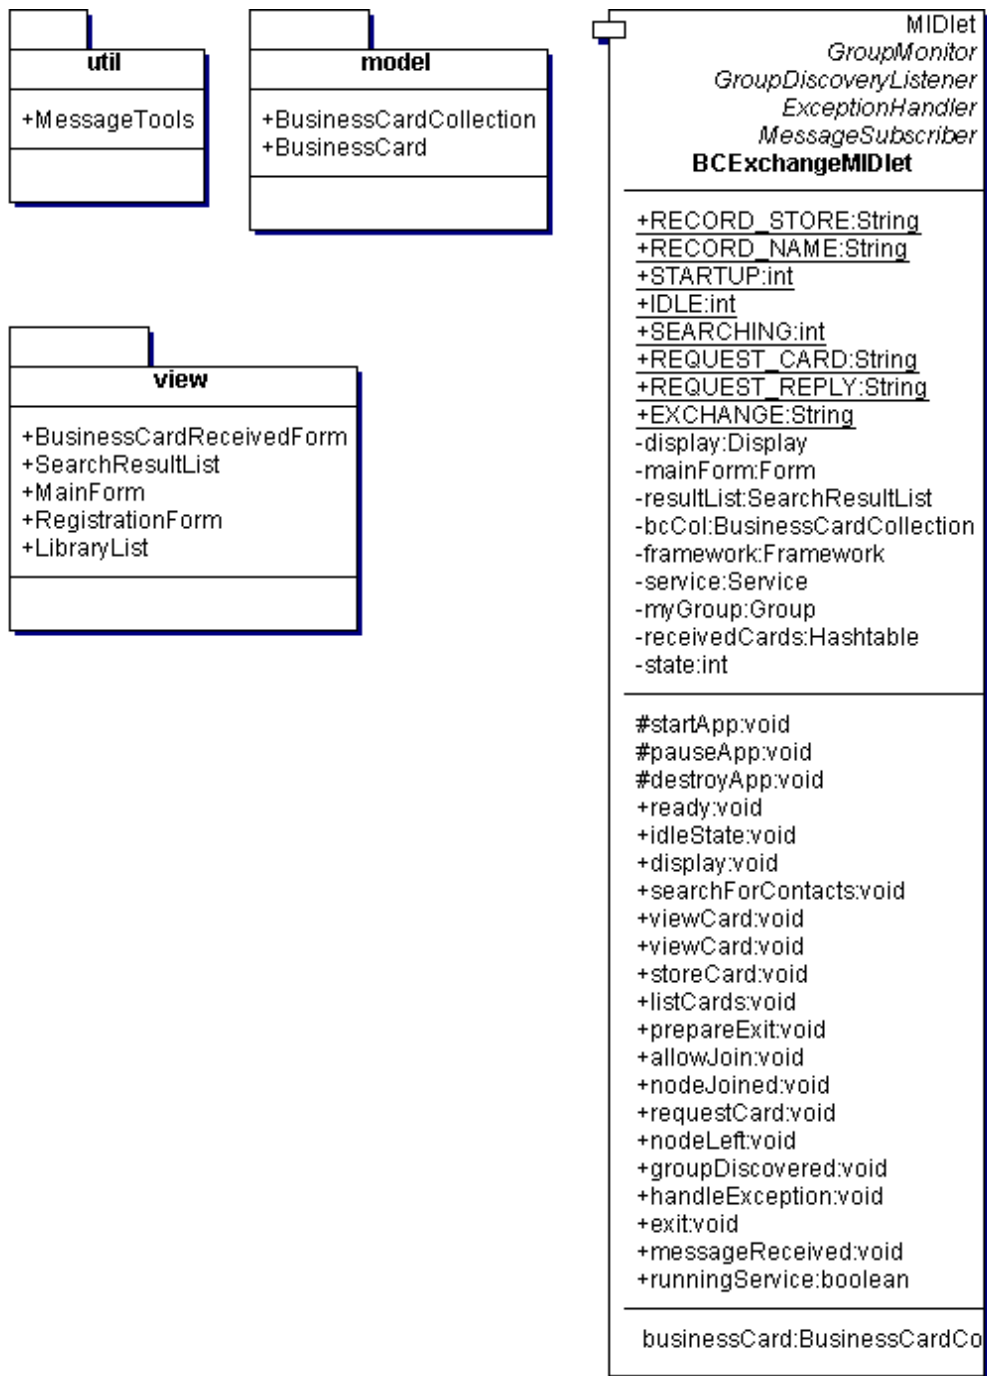 util
+MessageTools
model
+BusinessCardCollection
+BusinessCard
view
+BusinessCardReceivedForm
+SearchResultList
+MainForm
+RegistrationForm
+LibraryList
MIDlet
GroupMonitor
GroupDiscoveryListener
ExceptionHandler
MessageSubscriber
BCExchangeMIDlet
+RECORD_STORE:String
+RECORD_NAME:String
+STARTUP:int
+IDLE:int
+SEARCHING:int
+REQUEST_CARD:String
+REQUEST_REPLY:String
+EXCHANGE:String
-display:Display
-mainForm:Form
-resultList:SearchResultList
-bcCol:BusinessCardCollection
-framework:Framework
-service:Service
-myGroup:Group
-receivedCards:Hashtable
-state:int
#startApp:void
#pauseApp:void
#destroyApp:void
+ready:void
+idleState:void
+display:void
+searchForContacts:void
+viewCard:void
+viewCard:void
+storeCard:void
+listCards:void
+prepareExit:void
+allowJoin:void
+nodeJoined:void
+requestCard:void
+nodeLeft:void
+groupDiscovered:void
+handleException:void
+exit:void
+messageReceived:void
+runningService:boolean
businessCard:BusinessCardCo